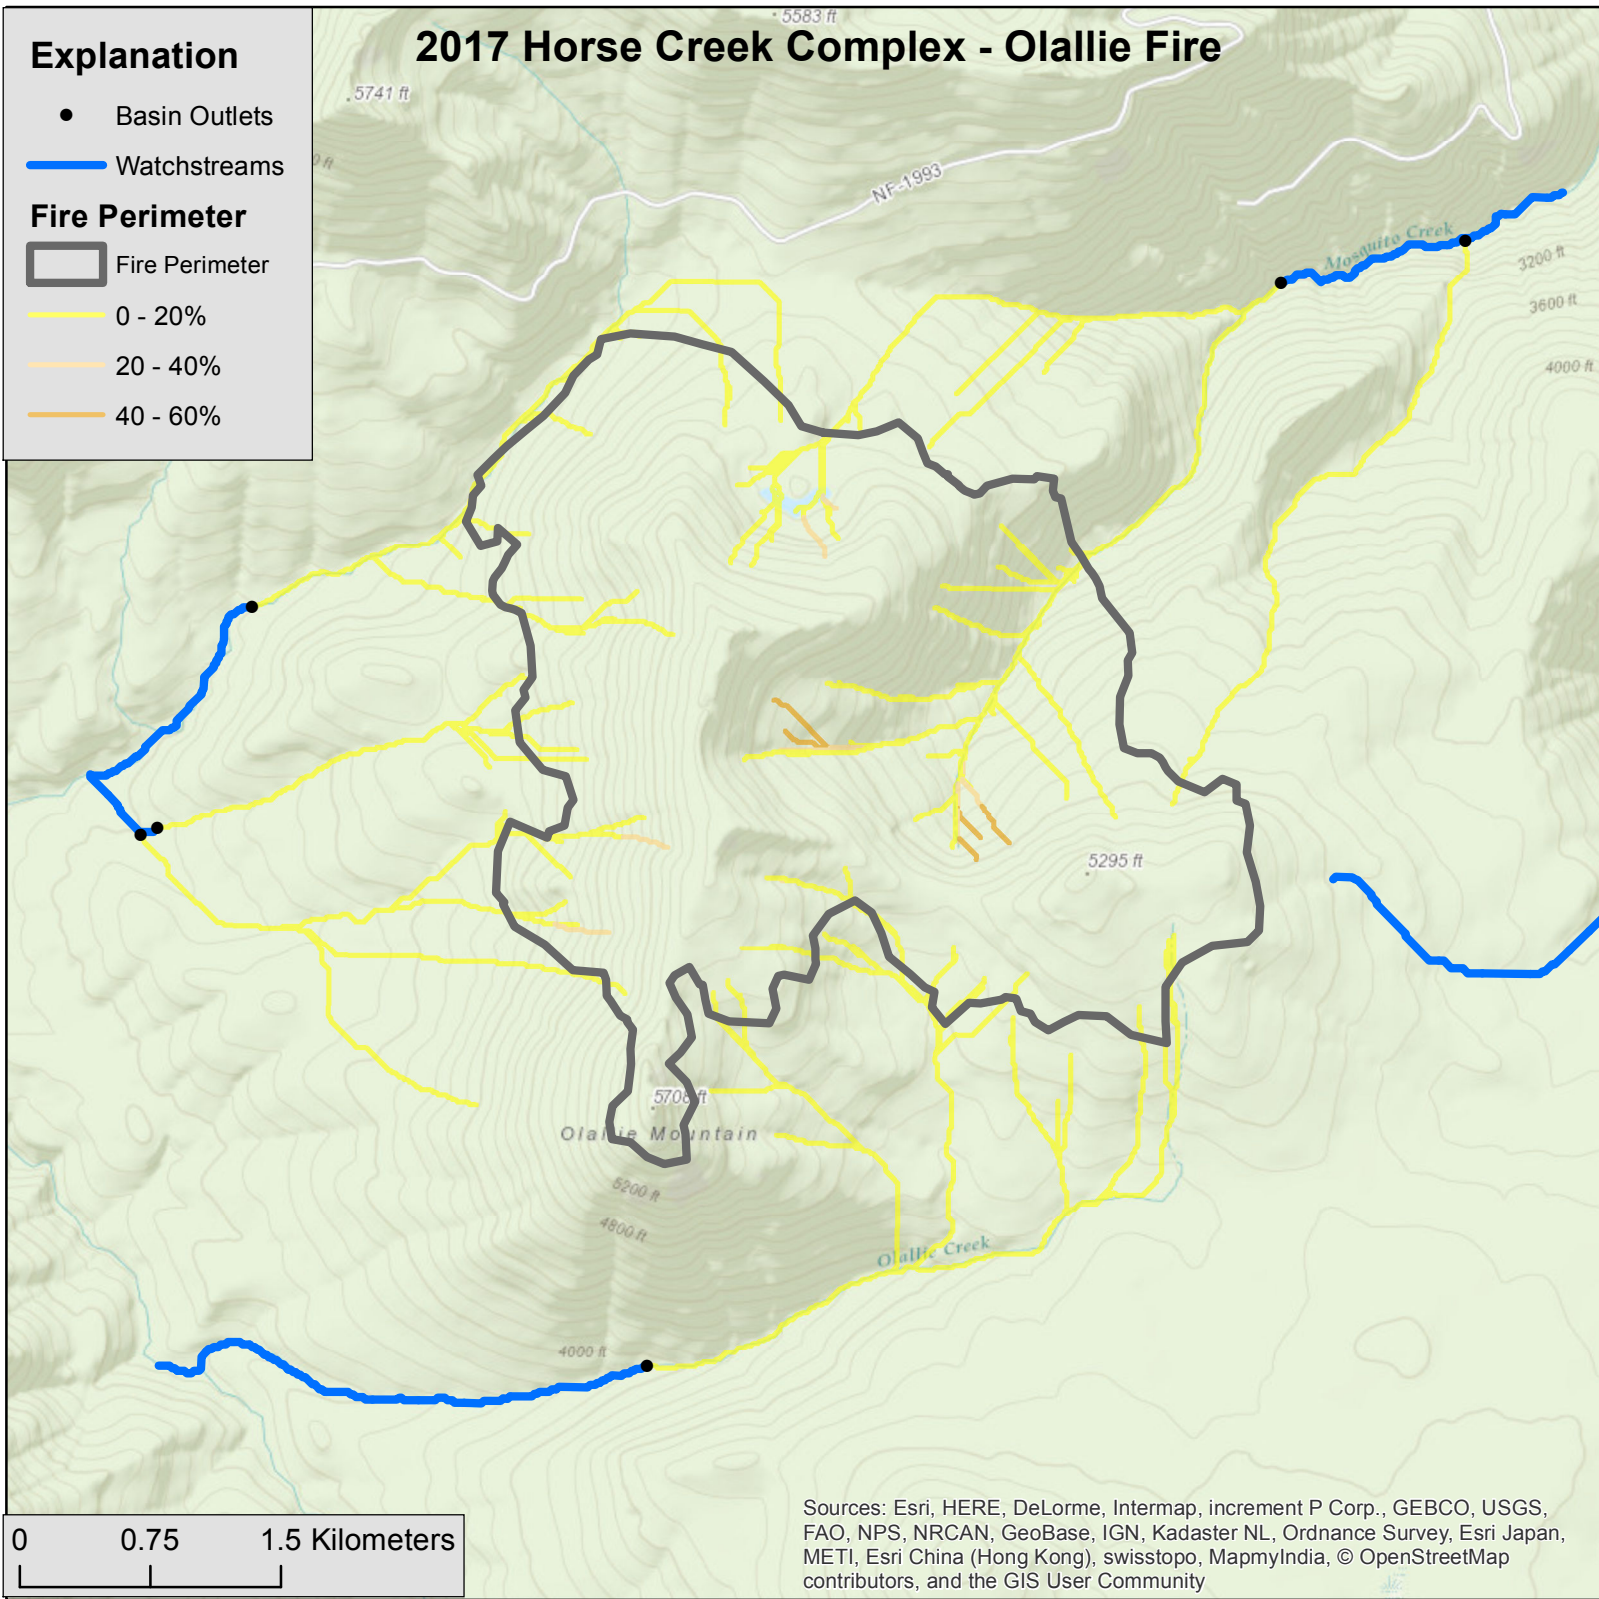 2017 Horse Creek Complex - Olallie Fire
Explanation
Basin Outlets
Watchstreams
Fire Perimeter
Fire Perimeter
0 - 20%
20 - 40%
40 - 60%
5583 ft
5741 ft
0 ft
NF-1993
Mosquito Creek
3200 ft
3600 ft
4000 ft
5295 ft
5708 ft
Olallie Mountain
5200 ft
4800 ft
Olallie Creek
4000 ft
0 0.75 1.5 Kilometers
Sources: Esri, HERE, DeLorme, Intermap, increment P Corp., GEBCO, USGS,
FAO, NPS, NRCAN, GeoBase, IGN, Kadaster NL, Ordnance Survey, Esri Japan,
METI, Esri China (Hong Kong), swisstopo, MapmyIndia, © OpenStreetMap
contributors, and the GIS User Community